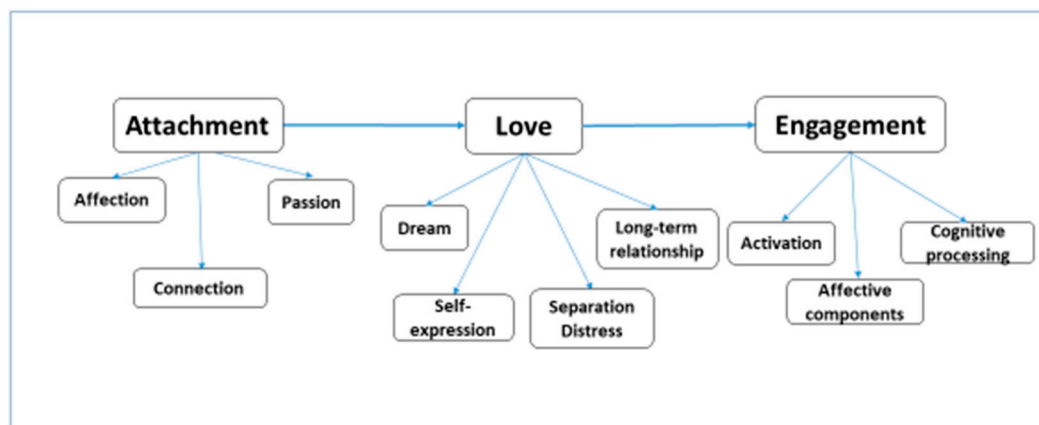 Attachment
Love
Engagement
Affection
Passion
Connection
Dream
Long-term
relationship
Self-
expression
Separation
Distress
Activation
Cognitive
processing
Affective
components